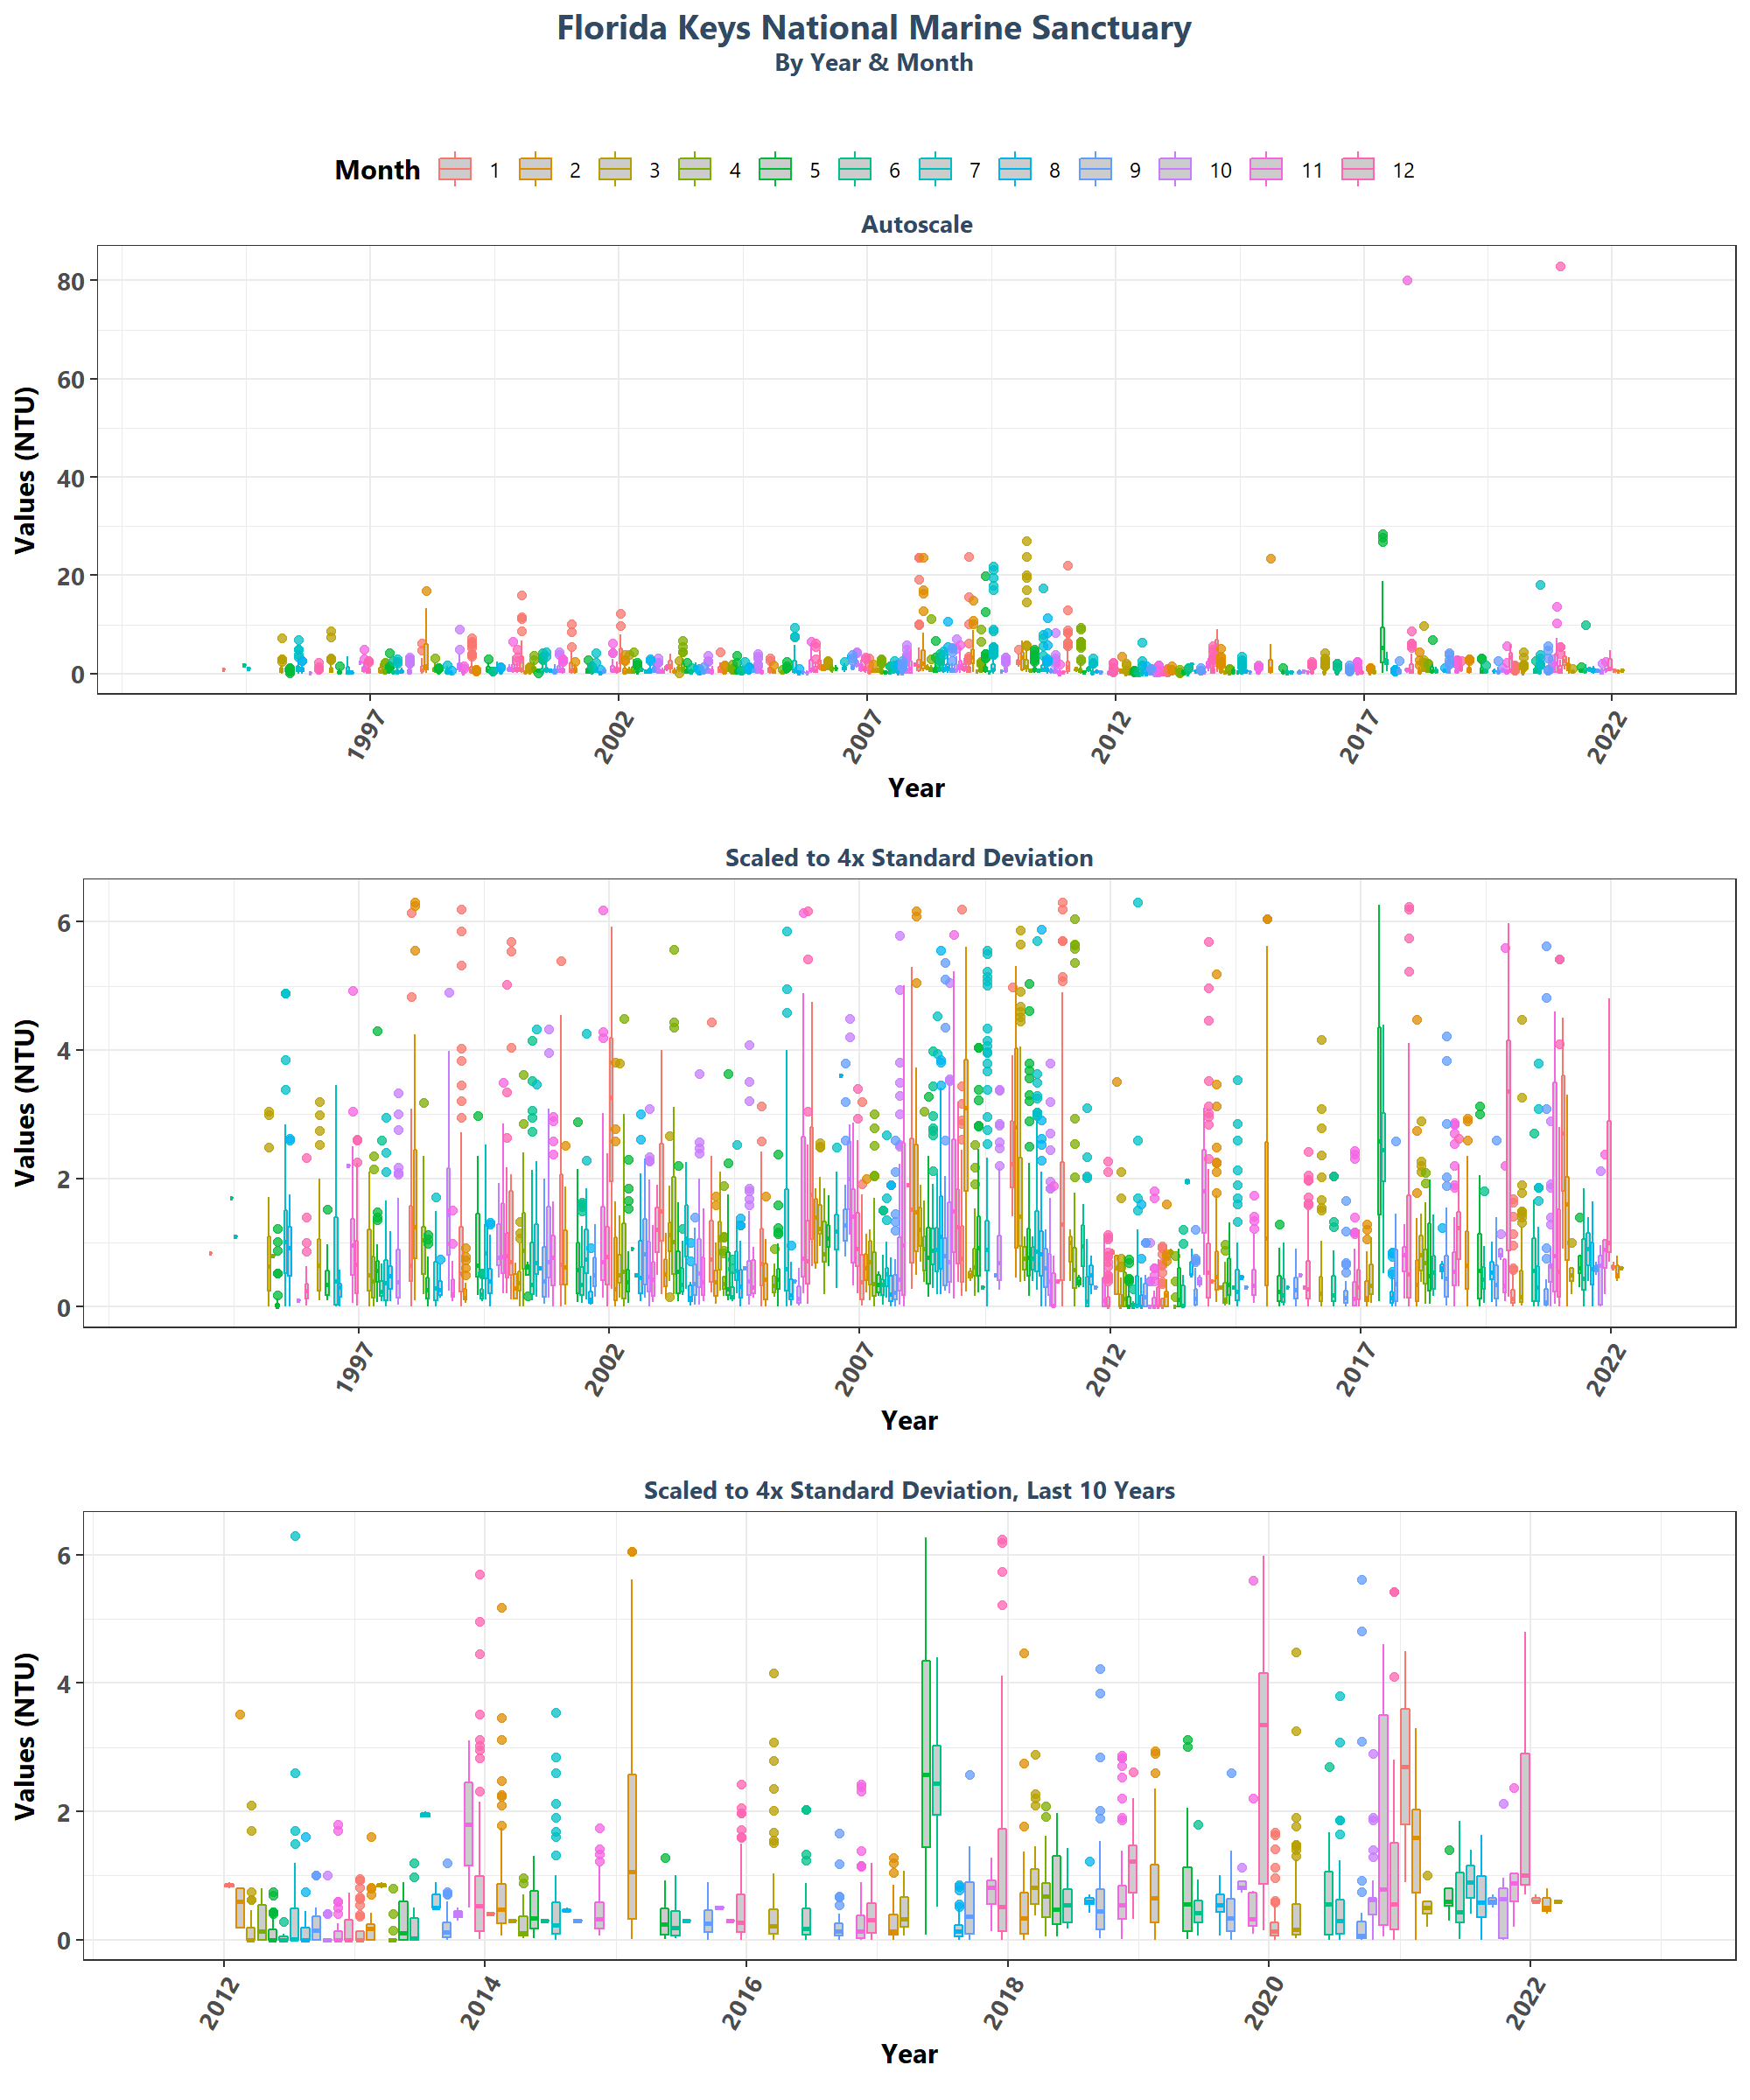 Florida Keys National Marine Sanctuary
By Year & Month
Month 1 2 3 4 5 6 7 8 9 10 11 12
Autoscale
80
60
40
20
0
Values (NTU)
1997 2002 2007 2012 2017 2022
Year
Scaled to 4x Standard Deviation
6
4
2
0
Values (NTU)
1997 2002 2007 2012 2017 2022
Year
Scaled to 4x Standard Deviation, Last 10 Years
6
4
2
0
Values (NTU)
2012 2014 2016 2018 2020 2022
Year